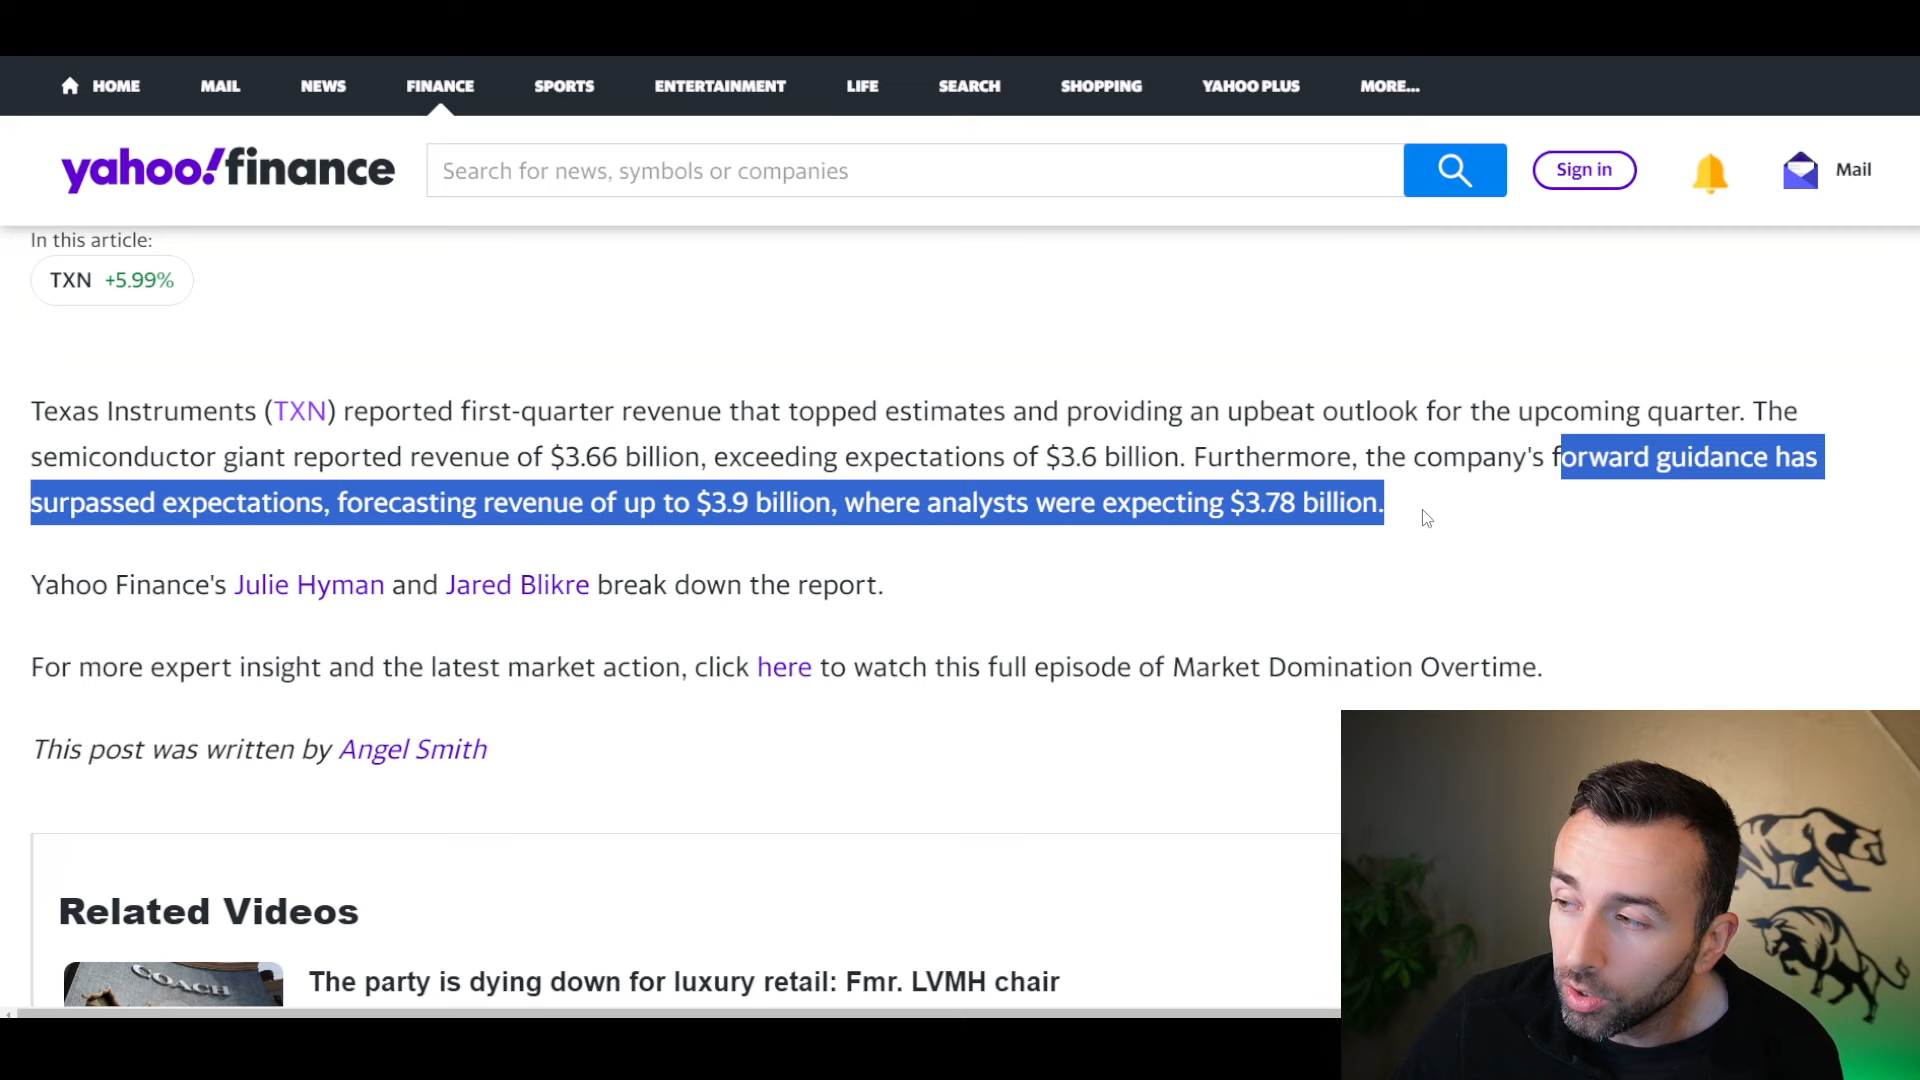 HOME MAIL NEWS FINANCE SPORTS ENTERTAINMENT LIFE SEARCH SHOPPING YAHOO PLUS MORE...
yahoo!finance Search for news, symbols or companies Sign in Mail
In this article:
TXN +5.99%
Texas Instruments (TXN) reported first-quarter revenue that topped estimates and providing an upbeat outlook for the upcoming quarter. The
semiconductor giant reported revenue of $3.66 billion, exceeding expectations of $3.6 billion. Furthermore, the company's forward guidance has
surpassed expectations, forecasting revenue of up to $3.9 billion, where analysts were expecting $3.78 billion.
Yahoo Finance's Julie Hyman and Jared Blikre break down the report.
For more expert insight and the latest market action, click here to watch this full episode of Market Domination Overtime.
This post was written by Angel Smith
Related Videos
COACH
The party is dying down for luxury retail: Fmr. LVMH chair